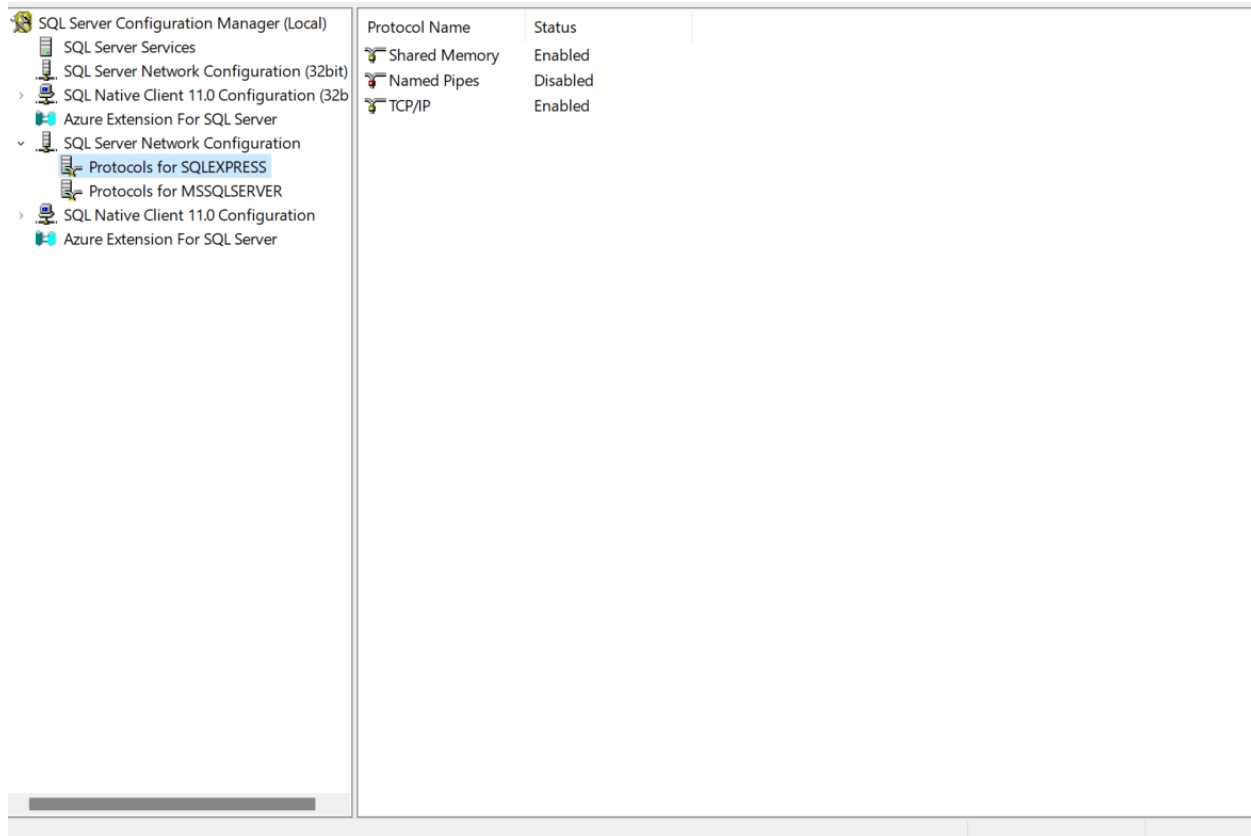 SQL Server Configuration Manager (Local)
SQL Server Services
SQL Server Network Configuration (32bit)
SQL Native Client 11.0 Configuration (32b
Azure Extension For SQL Server
SQL Server Network Configuration
Protocols for SQLEXPRESS
Protocols for MSSQLSERVER
SQL Native Client 11.0 Configuration
Azure Extension For SQL Server
Protocol Name Status
Shared Memory Enabled
Named Pipes Disabled
TCP/IP Enabled